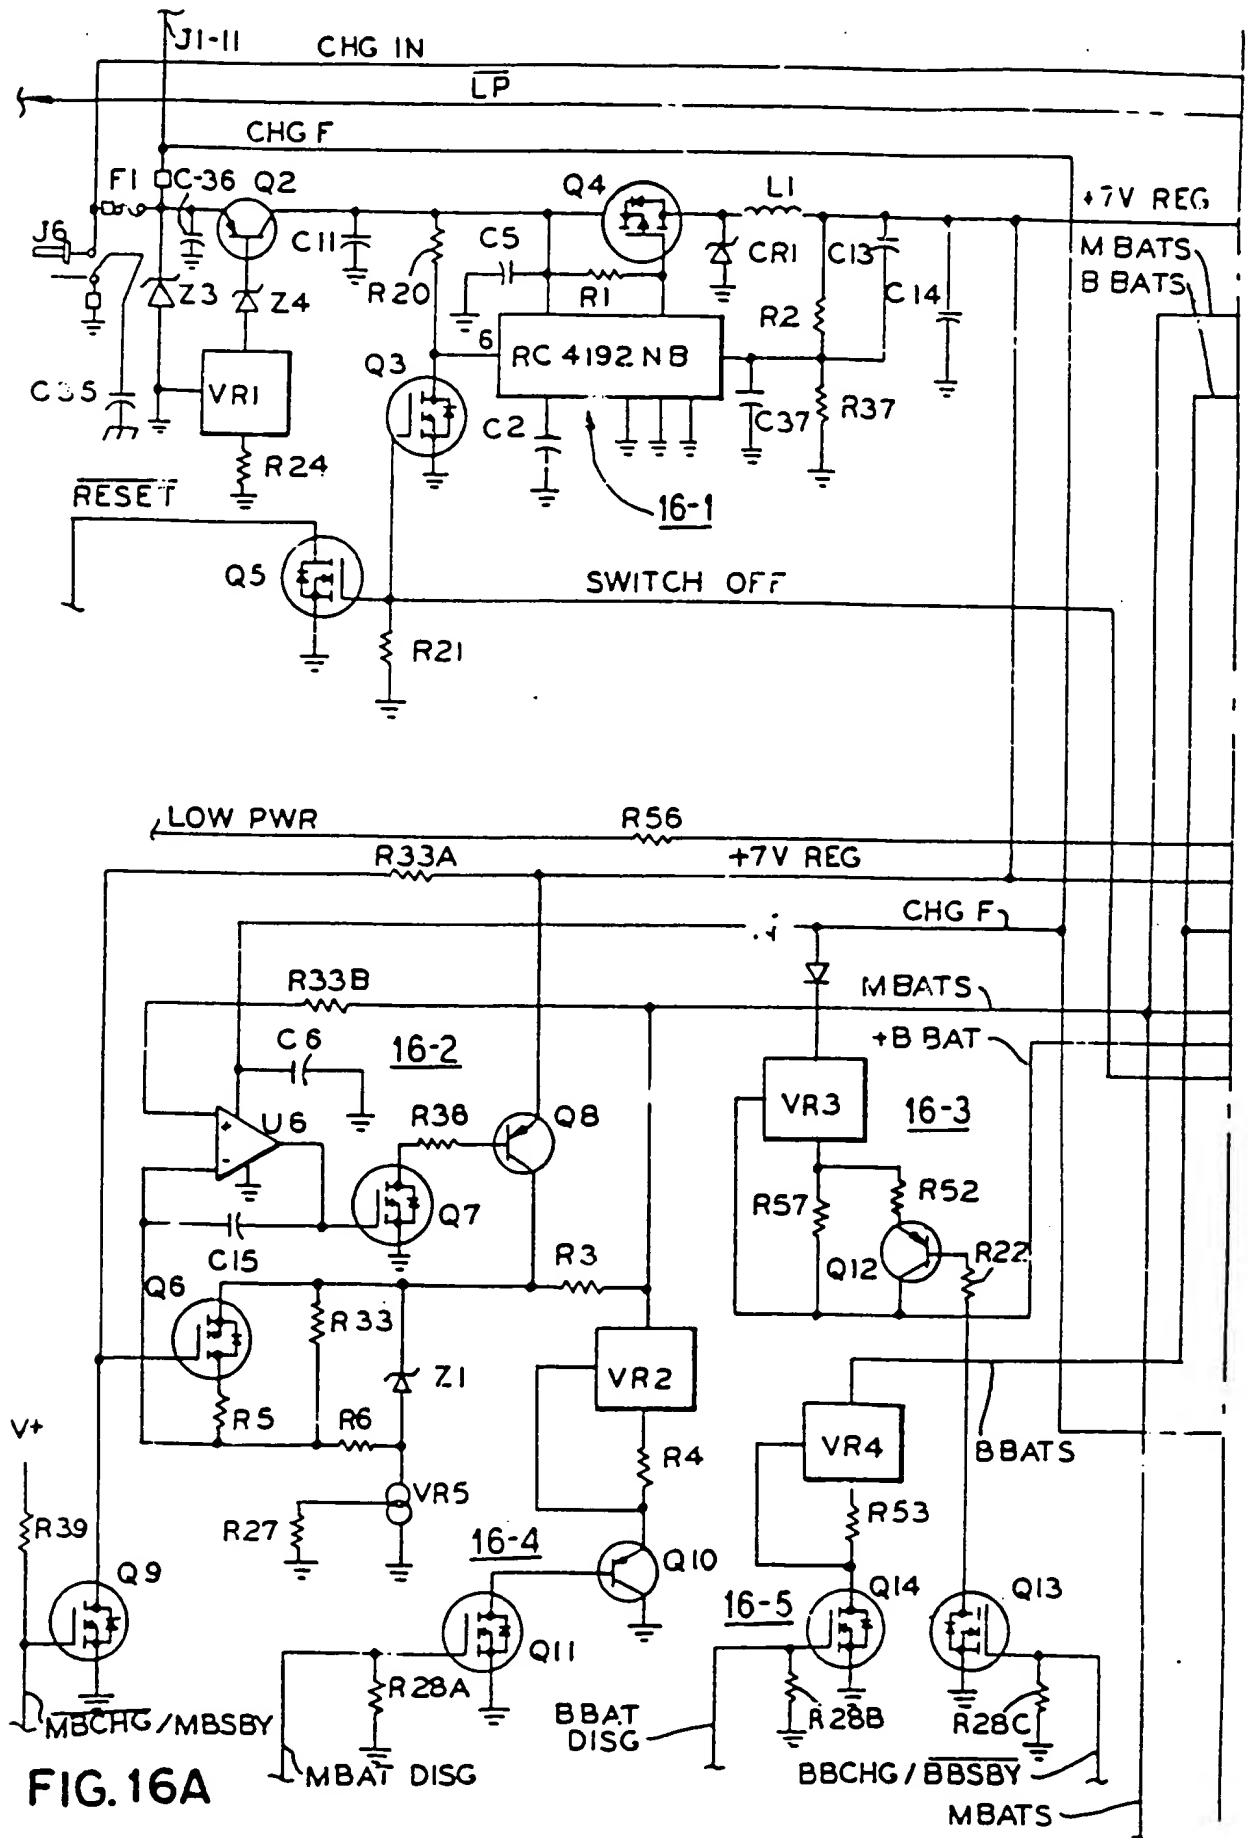 J1-11
CHG IN
LP
CHG F
F1
C-36
Q2
Q4
L1
+7V REG
J6
C11
C5
CR1
C13
M BATS
B BATS
Z3
Z4
R20
R1
R2
C14
VR1
Q3
6
RC 4192 NB
C35
C2
C37
R37
R24
RESET
16-1
Q5
SWITCH OFF
R21
LOW PWR
R56
R33A
+7V REG
CHG F
R33B
MBATS
C6
16-2
+B BAT
U6
+
-
R38
Q8
VR3
16-3
Q7
R57
R52
C15
R3
Q12
R22
Q6
R33
Z1
VR2
R5
R6
R4
VR4
BBATS
V+
VR5
R27
R53
R39
16-4
Q10
Q9
Q14
Q13
16-5
Q11
R28A
BBAT
DISG
R28B
R28C
MBCHG/MBSBY
MBAT DISG
BBCHG/BBSBY
FIG. 16A
MBATS